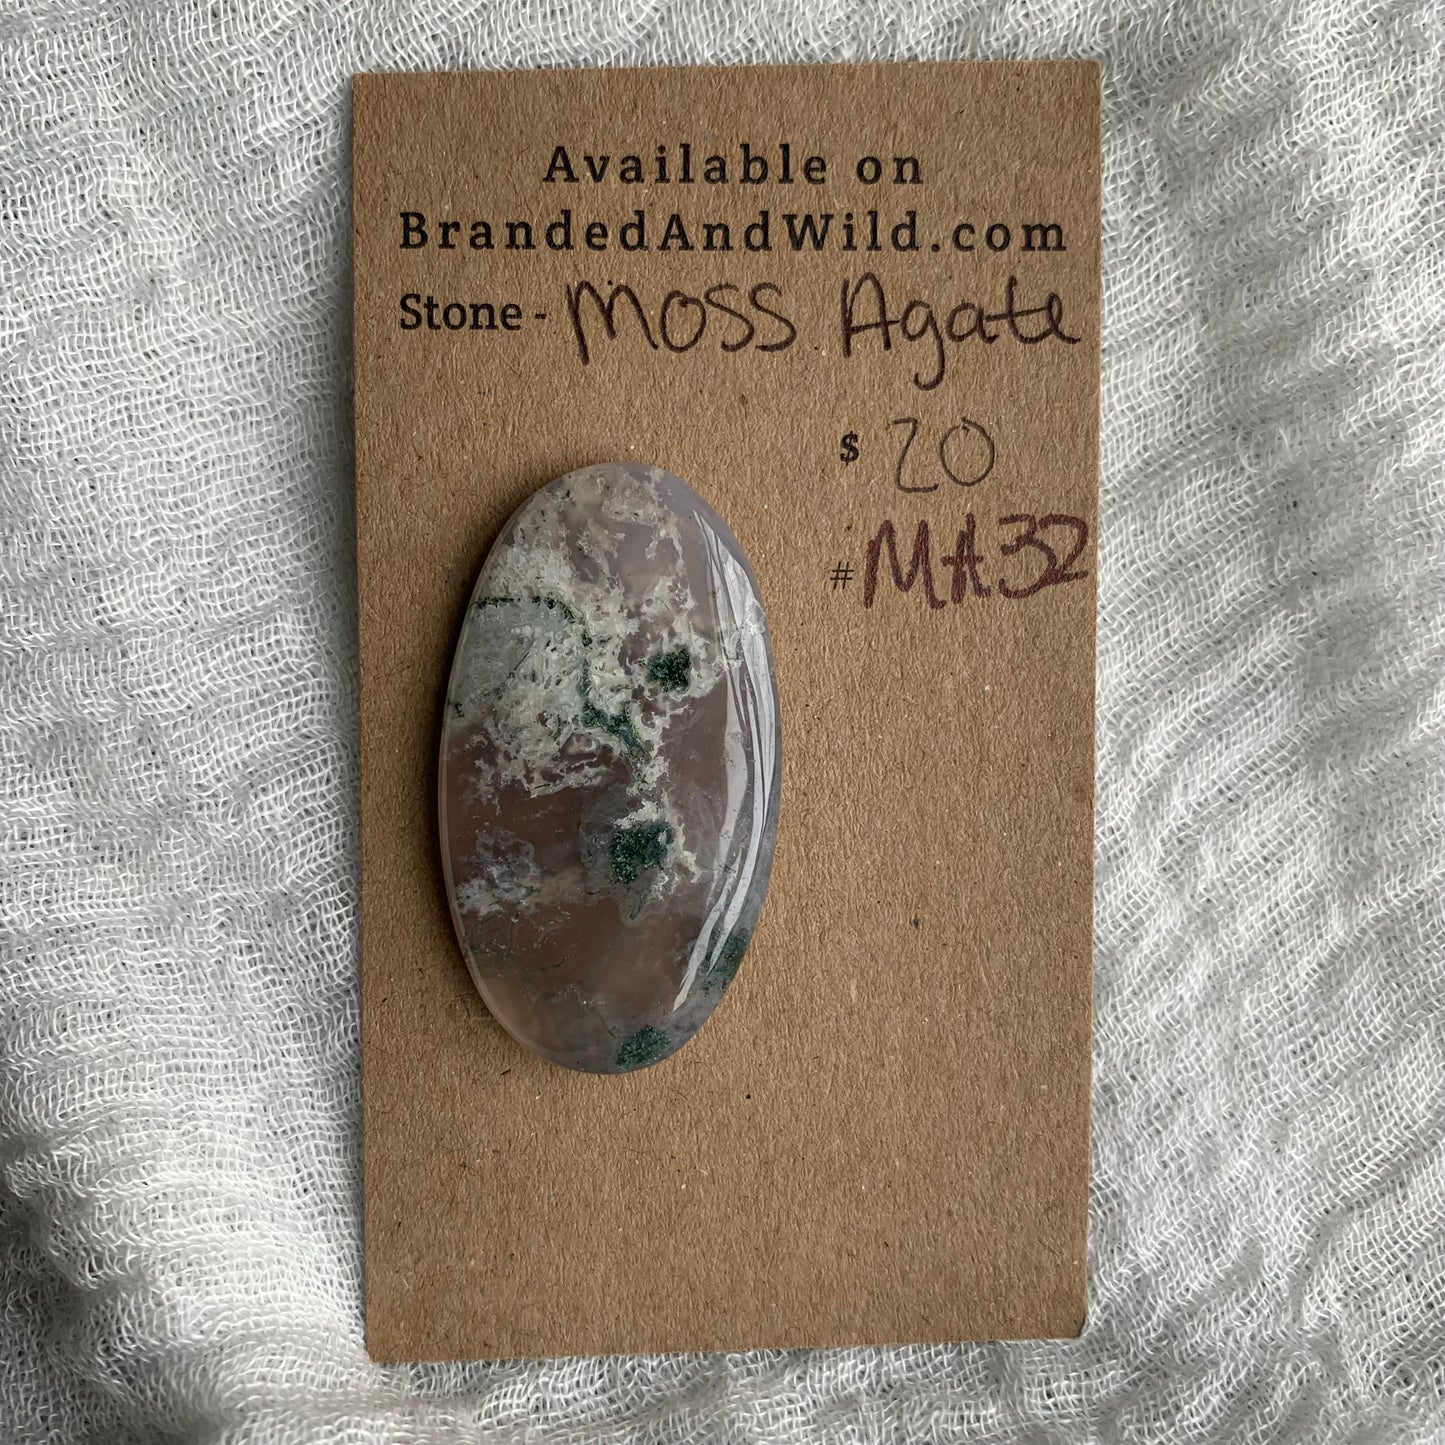 Available on
BrandedAndWild.com
Stone - Moss Agate
$ 20
# MA32